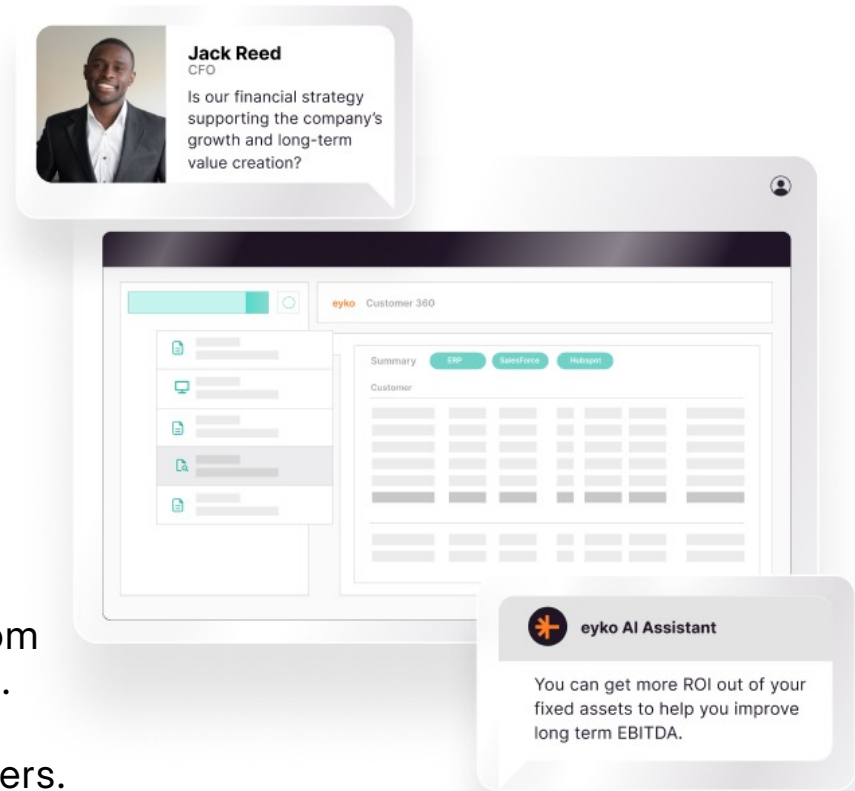 Jack Reed
CFO
Is our financial strategy
supporting the company's
growth and long-term
value creation?
eyko Customer 360
Summary ERP SalesForce Hubspot
Customer
eyko AI Assistant
You can get more ROI out of your
fixed assets to help you improve
long term EBITDA.